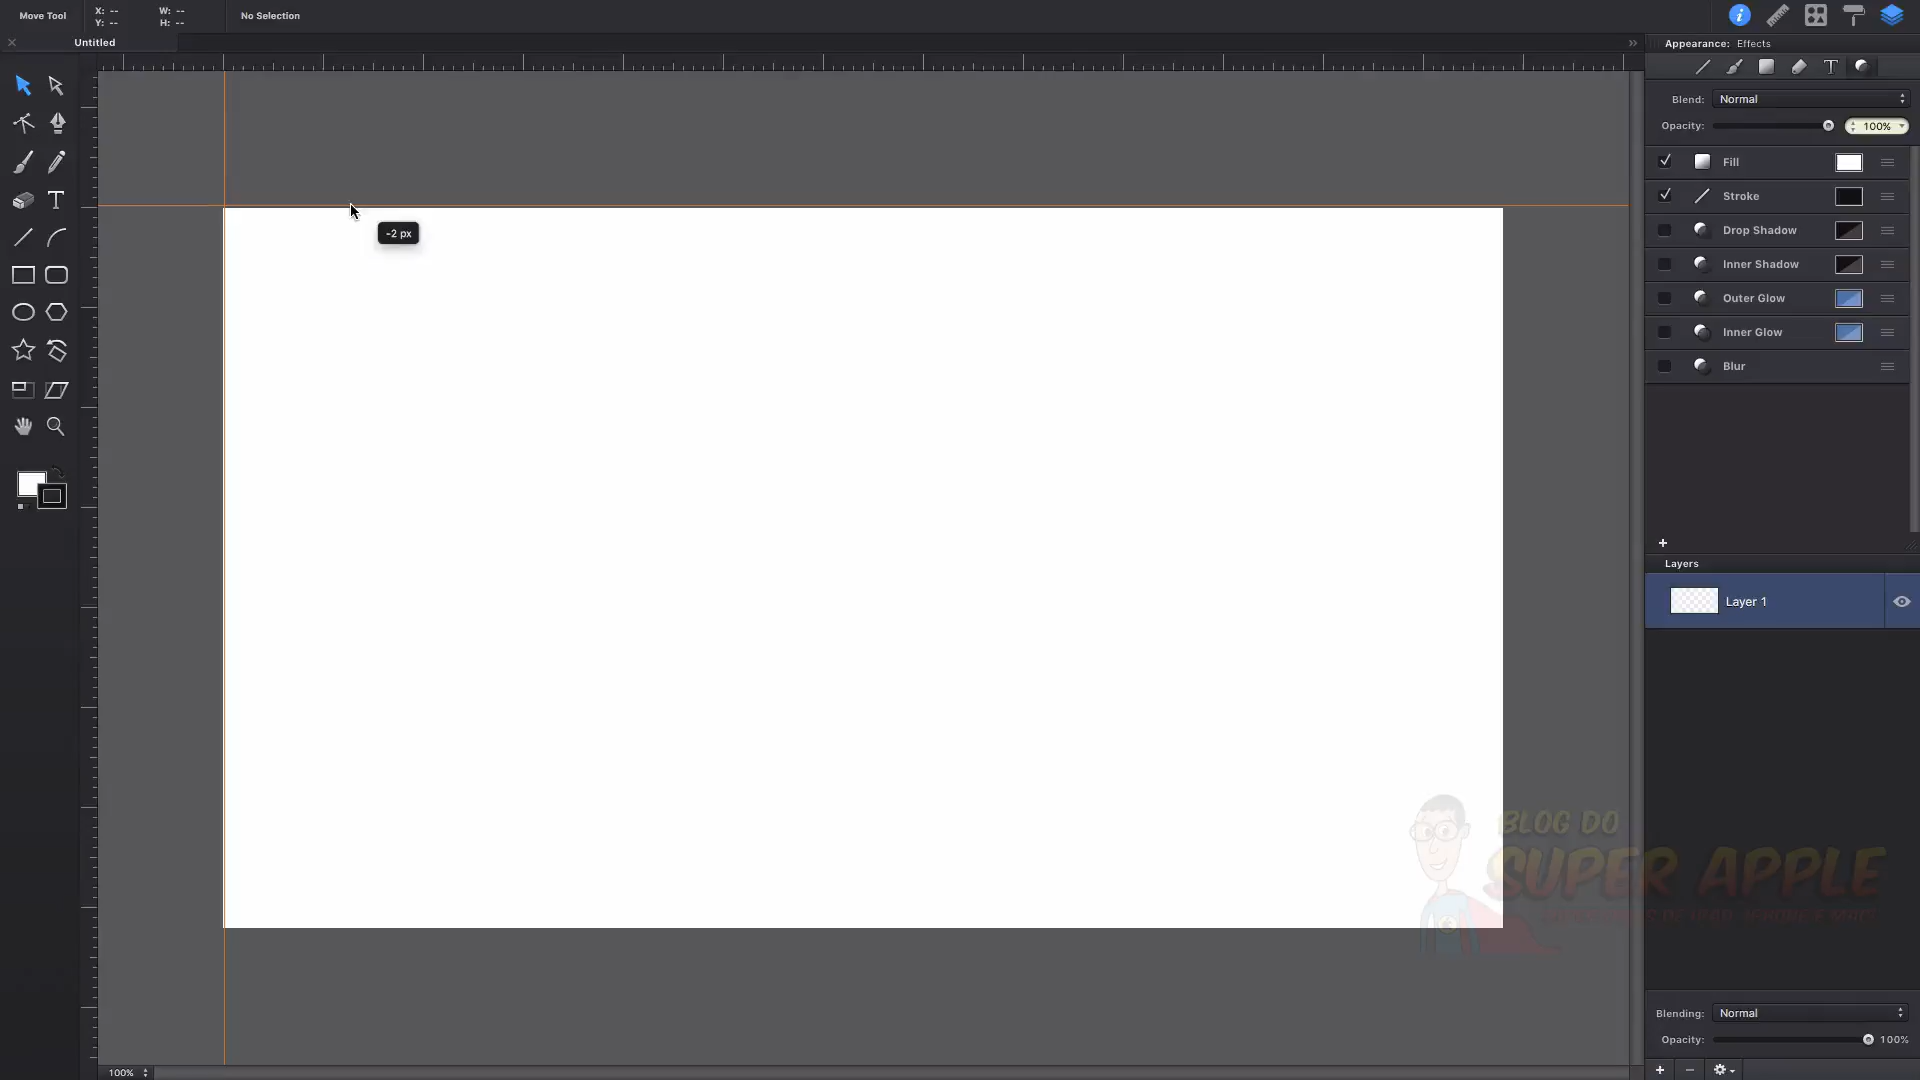 Move Tool
X: --
Y: --
W: --
H: --
No Selection
Untitled
Appearance: Effects
Blend: Normal
Opacity: 100%
Fill
Stroke
Drop Shadow
Inner Shadow
Outer Glow
Inner Glow
Blur
-2 px
Layers
Layer 1
BLOG DO
SUPER APPLE
Blending: Normal
Opacity: 100%
100%